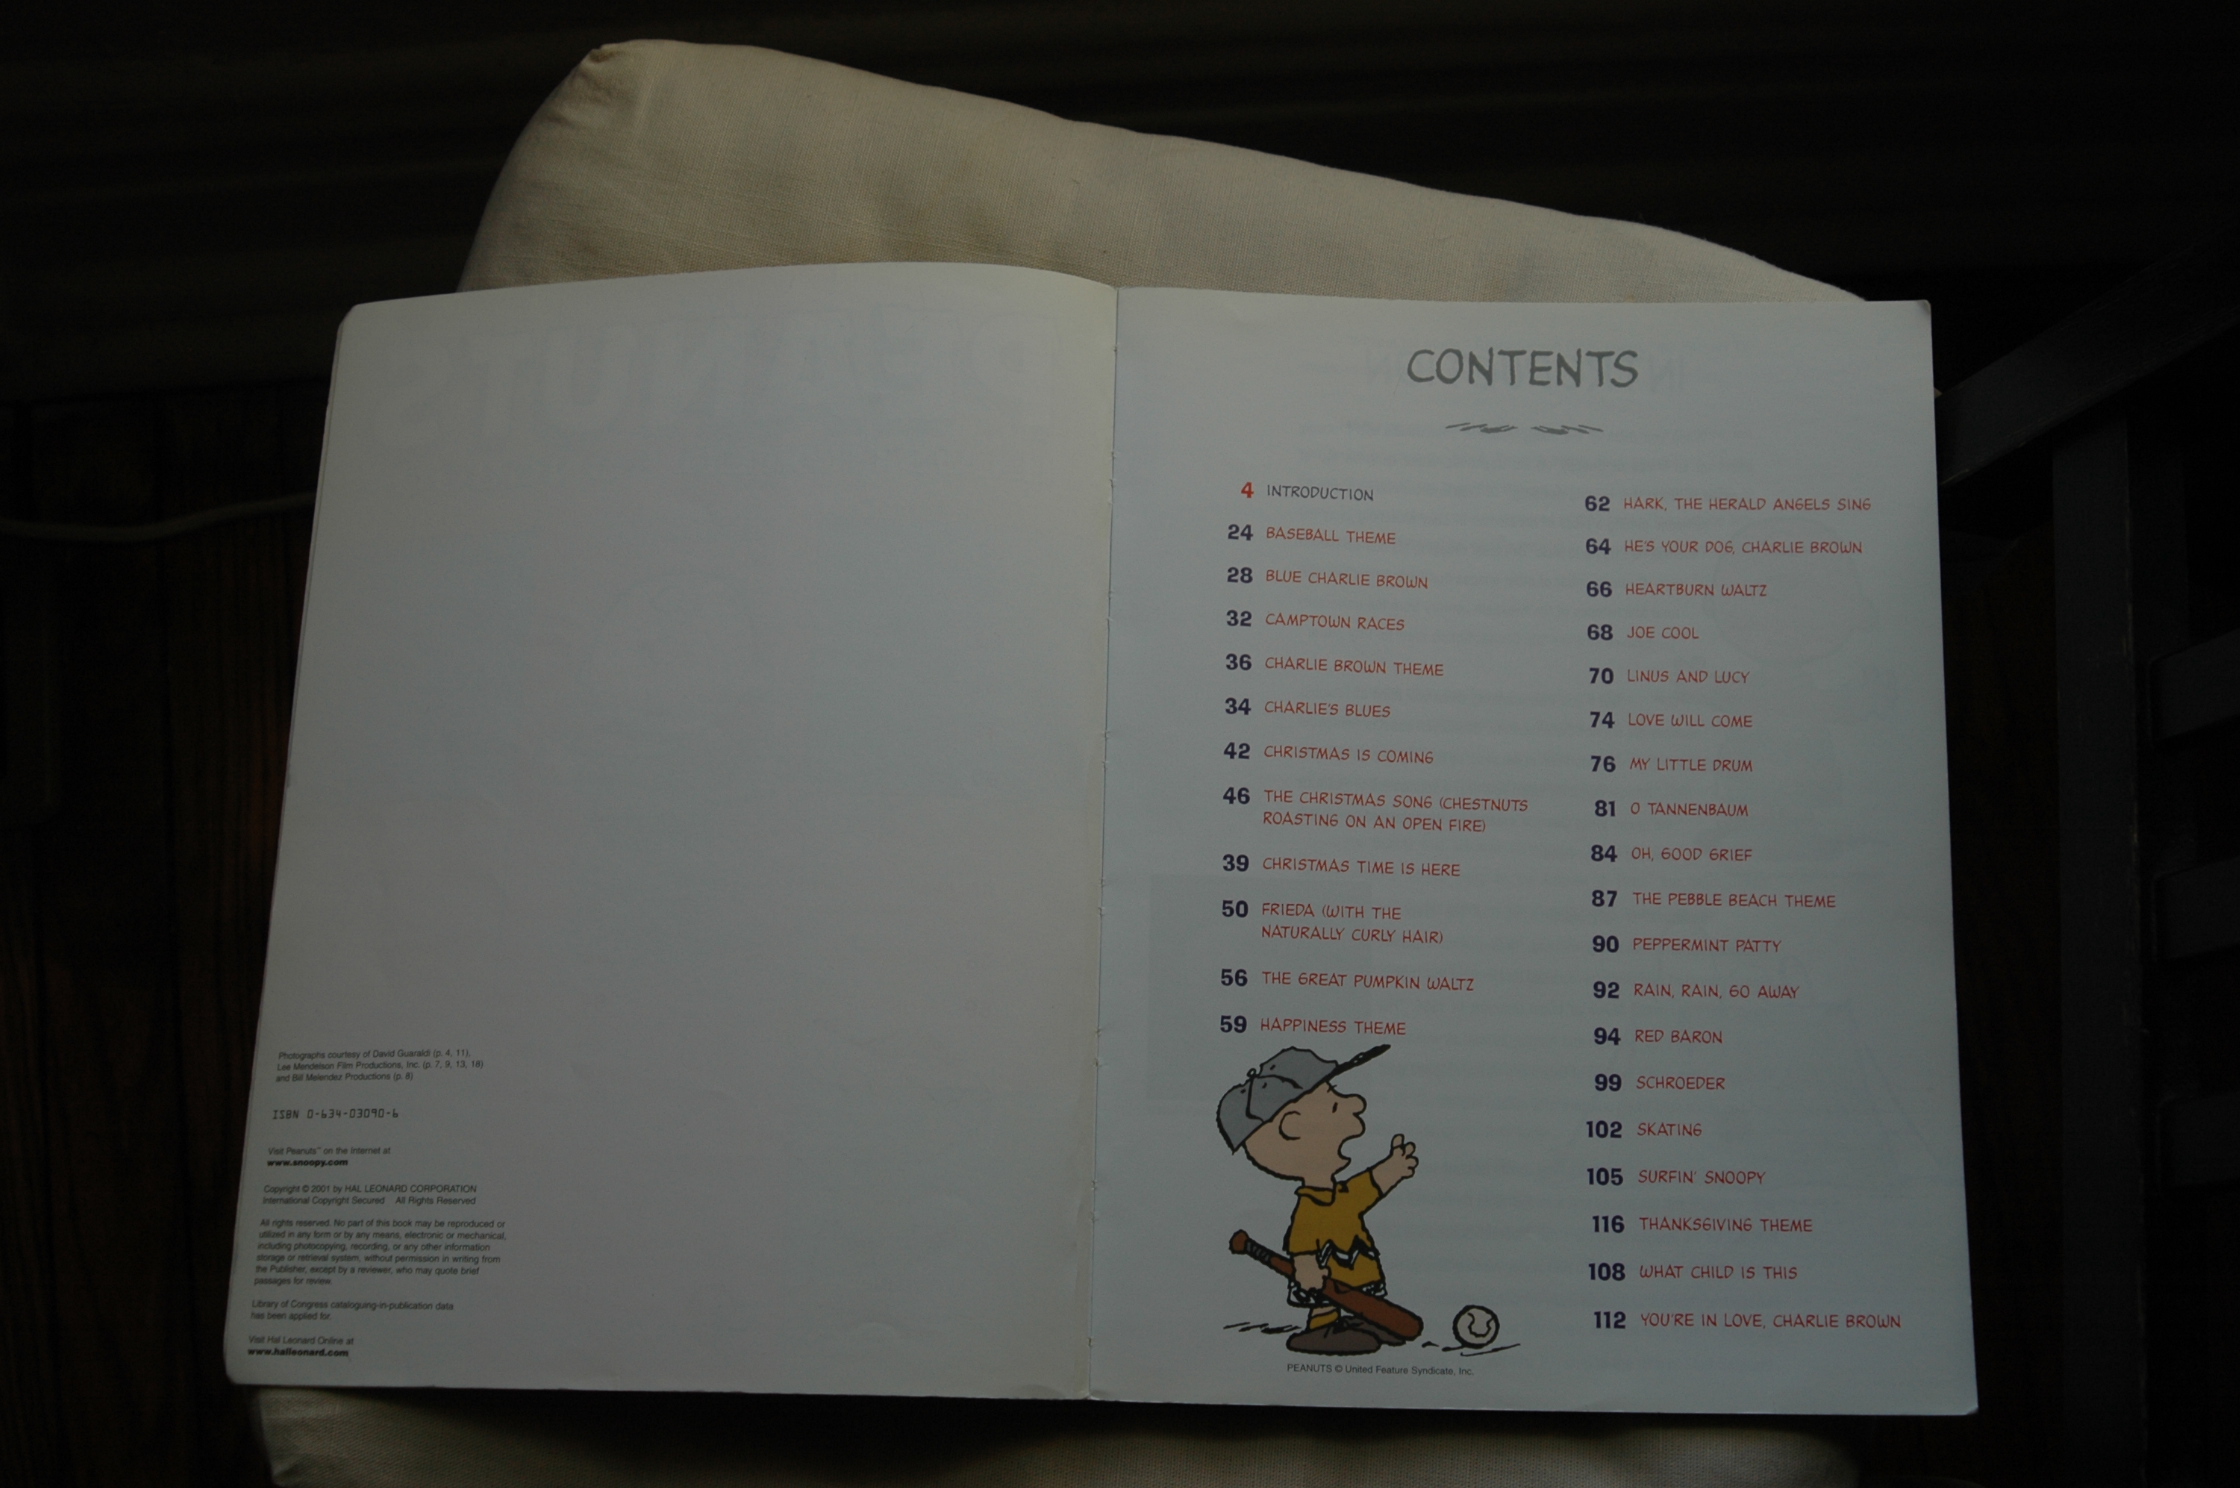 Photographs courtesy of David Guaraldi (p. 4, 11),
Lee Mendelson Film Productions, Inc. (p. 7, 9, 13, 18)
and Bill Melendez Productions (p. 8)
ISBN 0-634-03090-6
Visit Peanuts™ on the internet at
www.snoopy.com
Copyright © 2001 by HAL LEONARD CORPORATION
International Copyright Secured All Rights Reserved
All rights reserved. No part of this book may be reproduced or
utilized in any form or by any means, electronic or mechanical,
including photocopying, recording, or any other information
storage or retrieval system, without permission in writing from
the Publisher, except by a reviewer, who may quote brief
passages for review.
Library of Congress cataloguing-in-publication data
has been applied for.
Visit Hal Leonard Online at
www.halleonard.com
CONTENTS
4 INTRODUCTION
24 BASEBALL THEME
28 BLUE CHARLIE BROWN
32 CAMPTOWN RACES
36 CHARLIE BROWN THEME
34 CHARLIE'S BLUES
42 CHRISTMAS IS COMING
46 THE CHRISTMAS SONG (CHESTNUTS
ROASTING ON AN OPEN FIRE)
39 CHRISTMAS TIME IS HERE
50 FRIEDA (WITH THE
NATURALLY CURLY HAIR)
56 THE GREAT PUMPKIN WALTZ
59 HAPPINESS THEME
62 HARK, THE HERALD ANGELS SING
64 HE'S YOUR DOG, CHARLIE BROWN
66 HEARTBURN WALTZ
68 JOE COOL
70 LINUS AND LUCY
74 LOVE WILL COME
76 MY LITTLE DRUM
81 O TANNENBAUM
84 OH, GOOD GRIEF
87 THE PEBBLE BEACH THEME
90 PEPPERMINT PATTY
92 RAIN, RAIN, GO AWAY
94 RED BARON
99 SCHROEDER
102 SKATING
105 SURFIN' SNOOPY
116 THANKSGIVING THEME
108 WHAT CHILD IS THIS
112 YOU'RE IN LOVE, CHARLIE BROWN
PEANUTS © United Feature Syndicate, Inc.